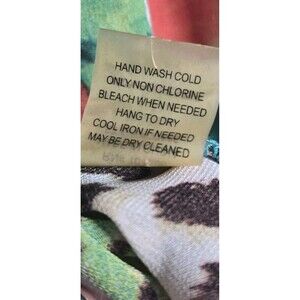 HAND WASH COLD
ONLY NON CHLORINE
BLEACH WHEN NEEDED
HANG TO DRY
COOL IRON IF NEEDED
MAY BE DRY CLEANED